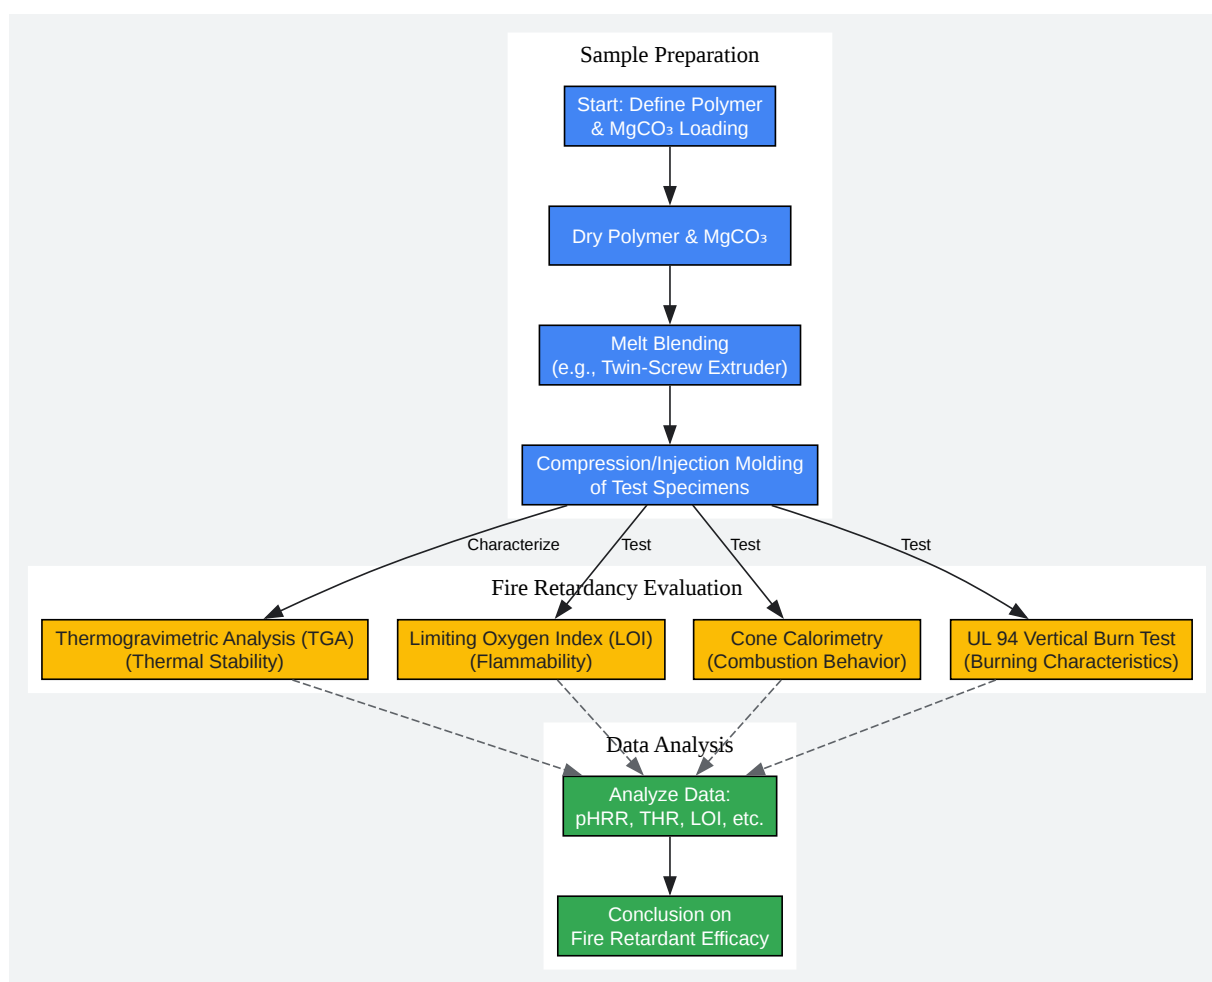 Sample Preparation
Start: Define Polymer
& MgCO₃ Loading
Dry Polymer & MgCO₃
Melt Blending
(e.g., Twin-Screw Extruder)
Compression/Injection Molding
of Test Specimens
Characterize
Test
Test
Test
Fire Retardancy Evaluation
Thermogravimetric Analysis (TGA)
(Thermal Stability)
Limiting Oxygen Index (LOI)
(Flammability)
Cone Calorimetry
(Combustion Behavior)
UL 94 Vertical Burn Test
(Burning Characteristics)
Data Analysis
Analyze Data:
pHRR, THR, LOI, etc.
Conclusion on
Fire Retardant Efficacy